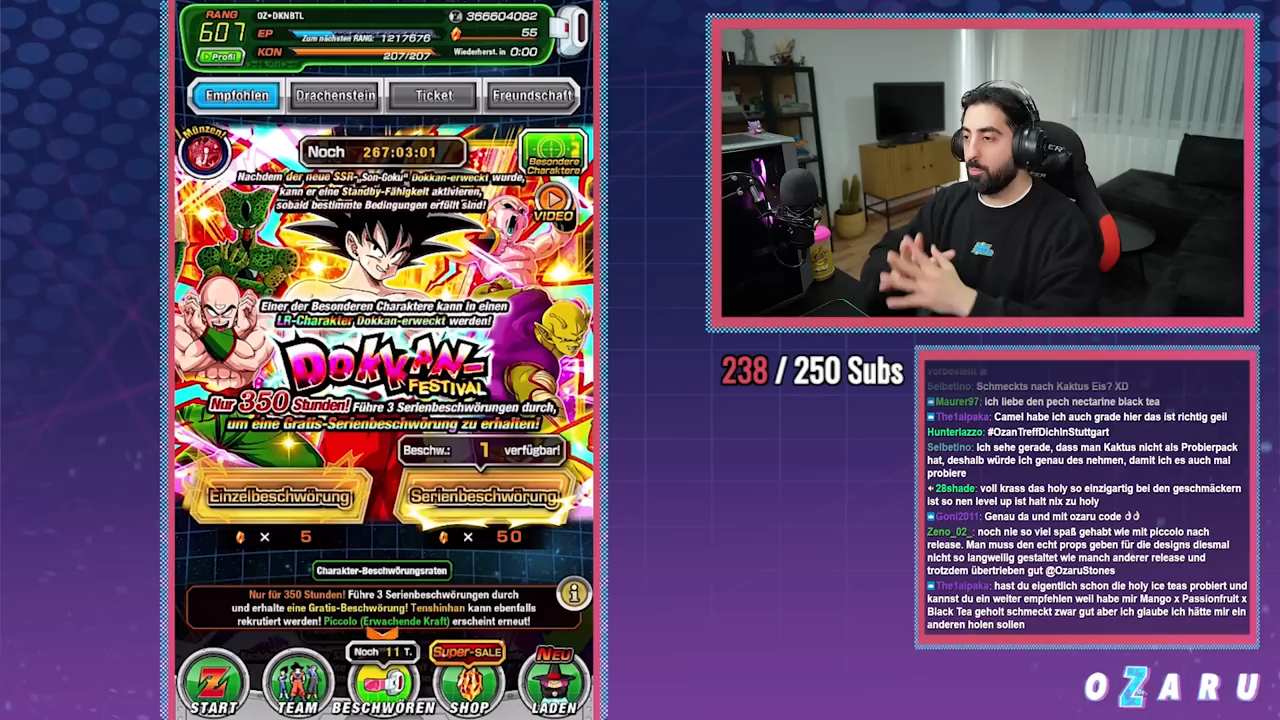 RANG
607
Profil
OZ•DKNBTL
EP
Zum nächsten RANG: 1217676
KON
207/207
366604082
55
Wiederherst. in 0:00
Empfohlen
Drachenstein
Ticket
Freundschaft
Münzen!
Noch 267:03:01
Besondere Charaktere
Nachdem der neue SSR-„Son-Goku“ Dokkan-erweckt wurde,
kann er eine Standby-Fähigkeit aktivieren,
sobald bestimmte Bedingungen erfüllt sind!
VIDEO
Einer der Besonderen Charaktere kann in einen
LR-Charakter Dokkan-erweckt werden!
DOKKAN-
FESTIVAL
Nur 350 Stunden! Führe 3 Serienbeschwörungen durch,
um eine Gratis-Serienbeschwörung zu erhalten!
Beschw.: 1 verfügbar!
Einzelbeschwörung
Serienbeschwörung
× 5
× 50
Charakter-Beschwörungsraten
Nur für 350 Stunden! Führe 3 Serienbeschwörungen durch
und erhalte eine Gratis-Beschwörung! Tenshinhan kann ebenfalls
rekrutiert werden! Piccolo (Erwachende Kraft) erscheint erneut!
Noch 11 T.
Super-SALE
NEU
START
TEAM
BESCHWÖREN
SHOP
LADEN
238 / 250 Subs
vorbestellt
Selbetino: Schmeckts nach Kaktus Eis? XD
Maurer97: ich liebe den pech nectarine black tea
The1alpaka: Camel habe ich auch grade hier das ist richtig geil
Hunterlazzo: #OzanTreffDichInStuttgart
Selbetino: Ich sehe gerade, dass man Kaktus nicht als Probierpack
hat, deshalb würde ich genau des nehmen, damit ich es auch mal
probiere
28shade: voll krass das holy so einzigartig bei den geschmäckern
ist so nen level up ist halt nix zu holy
Goni2011: Genau da und mit ozaru code 👌👌
Zeno_02_: noch nie so viel spaß gehabt wie mit piccolo nach
release. Man muss den echt props geben für die designs diesmal
nicht so langweilig gestaltet wie manch anderer release und
trotzdem übertrieben gut @OzaruStones
The1alpaka: hast du eigentlich schon die holy ice teas probiert und
kannst du ein weiter empfehlen weil habe mir Mango x Passionfruit x
Black Tea geholt schmeckt zwar gut aber ich glaube ich hätte mir ein
anderen holen sollen
OZARU